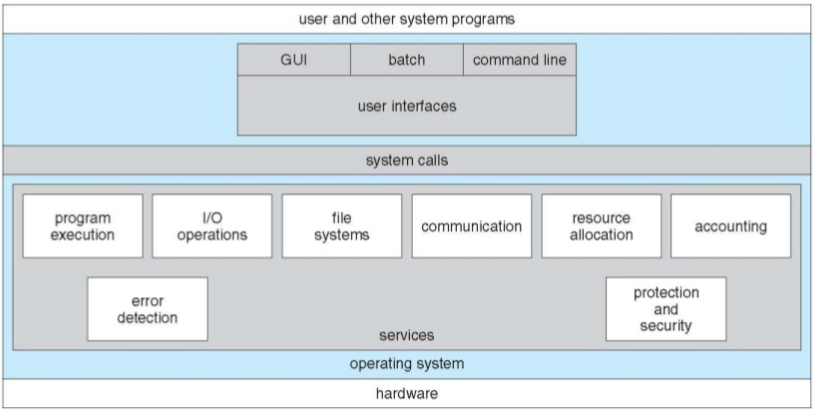 user and other system programs
GUI
batch
command line
user interfaces
system calls
program
execution
I/O
operations
file
systems
communication
resource
allocation
accounting
error
detection
protection
and
security
services
operating system
hardware